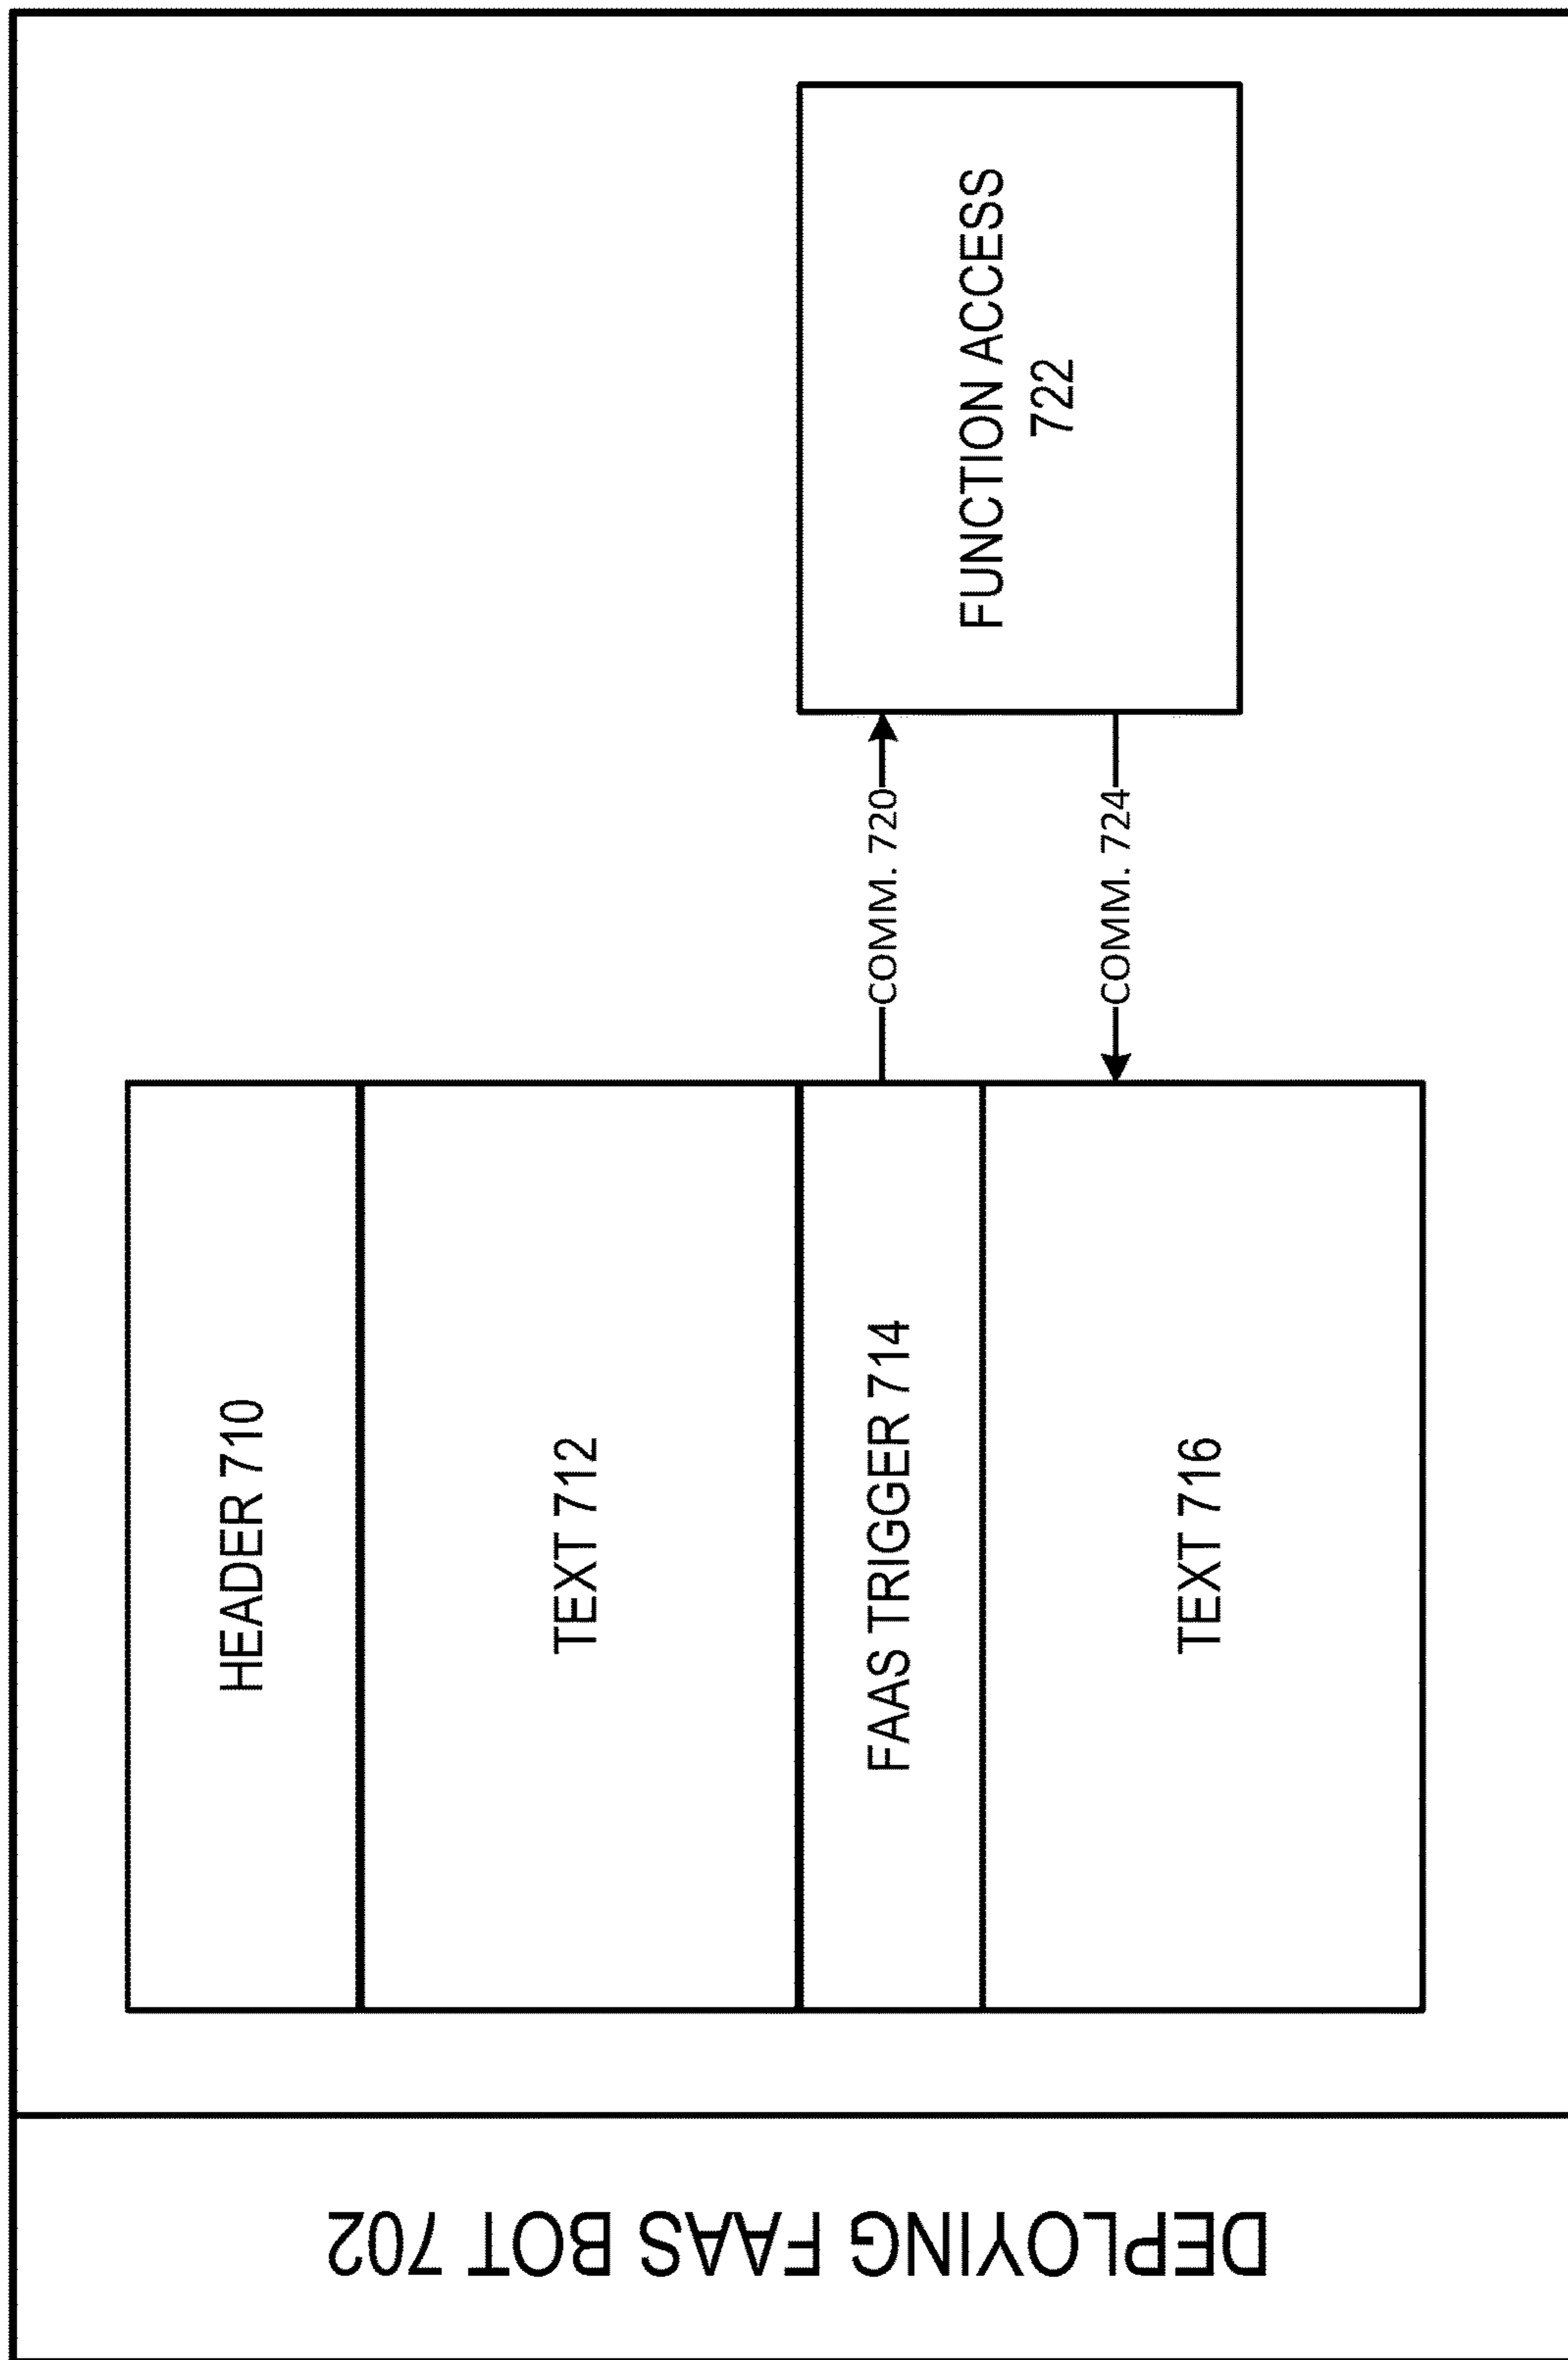 DEPLOYING FAAS BOT 702
HEADER 710
TEXT 712
FAAS TRIGGER 714
TEXT 716
COMM. 720
COMM. 724
FUNCTION ACCESS
722